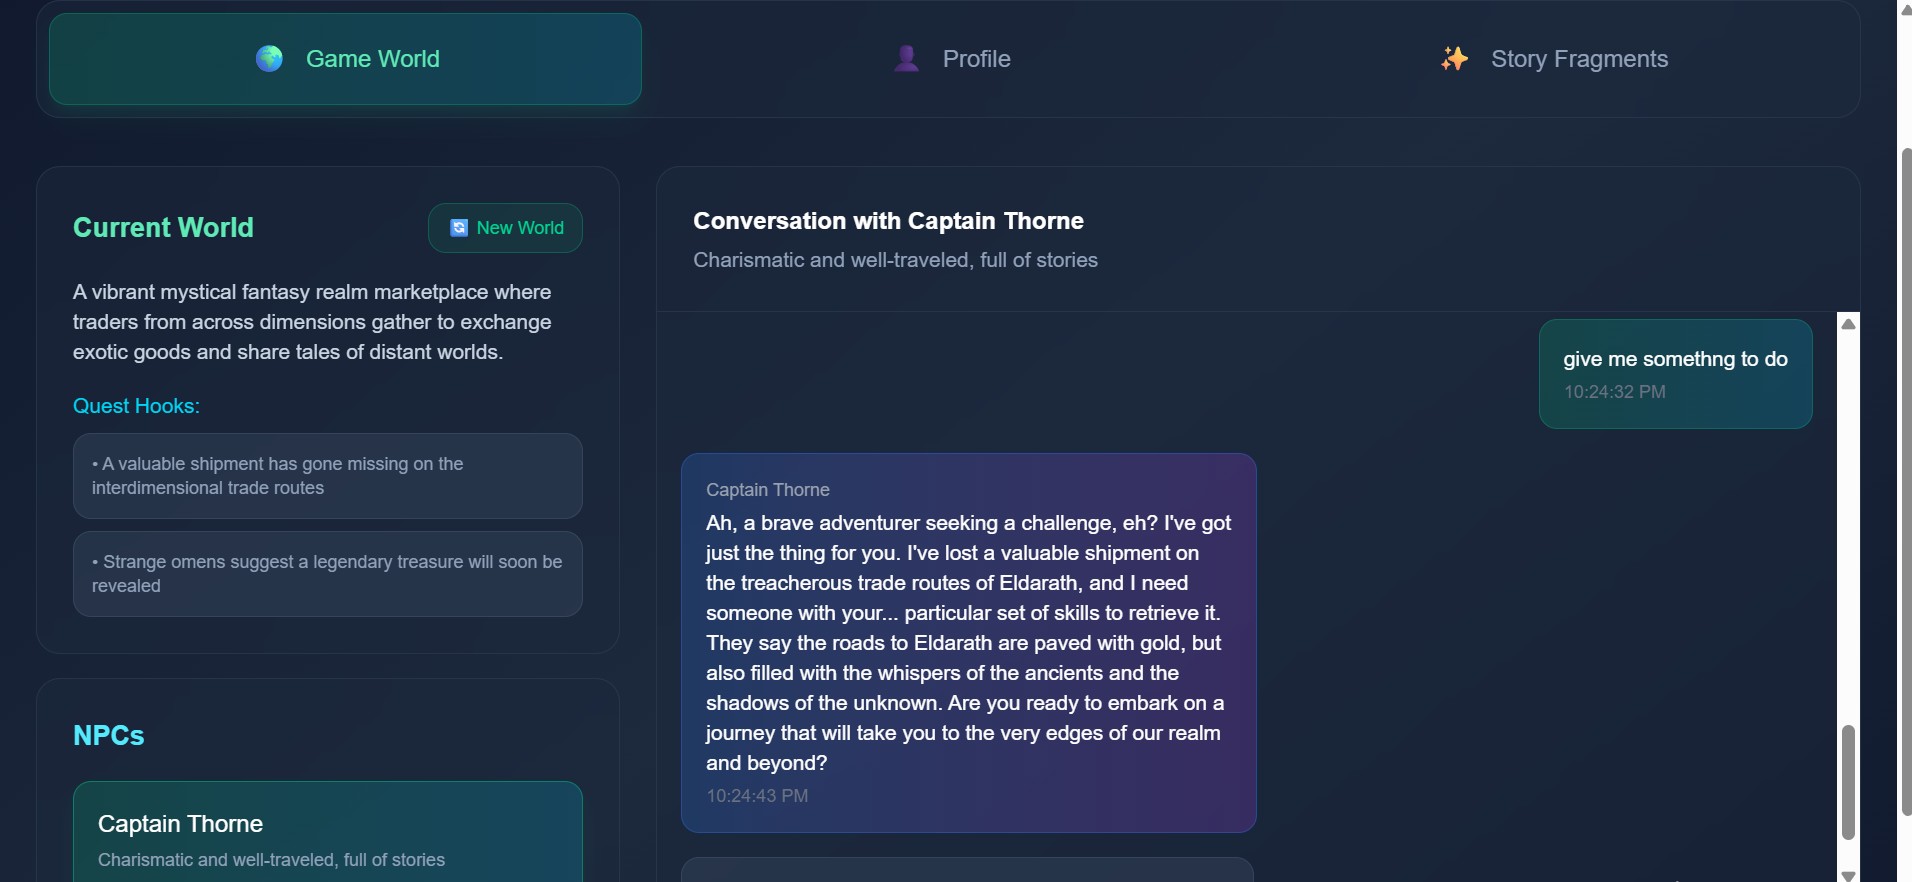 Game World
Profile
Story Fragments
Current World
New World
A vibrant mystical fantasy realm marketplace where
traders from across dimensions gather to exchange
exotic goods and share tales of distant worlds.
Quest Hooks:
• A valuable shipment has gone missing on the
interdimensional trade routes
• Strange omens suggest a legendary treasure will soon be
revealed
NPCs
Captain Thorne
Charismatic and well-traveled, full of stories
Conversation with Captain Thorne
Charismatic and well-traveled, full of stories
give me somethng to do
10:24:32 PM
Captain Thorne
Ah, a brave adventurer seeking a challenge, eh? I've got
just the thing for you. I've lost a valuable shipment on
the treacherous trade routes of Eldarath, and I need
someone with your... particular set of skills to retrieve it.
They say the roads to Eldarath are paved with gold, but
also filled with the whispers of the ancients and the
shadows of the unknown. Are you ready to embark on a
journey that will take you to the very edges of our realm
and beyond?
10:24:43 PM